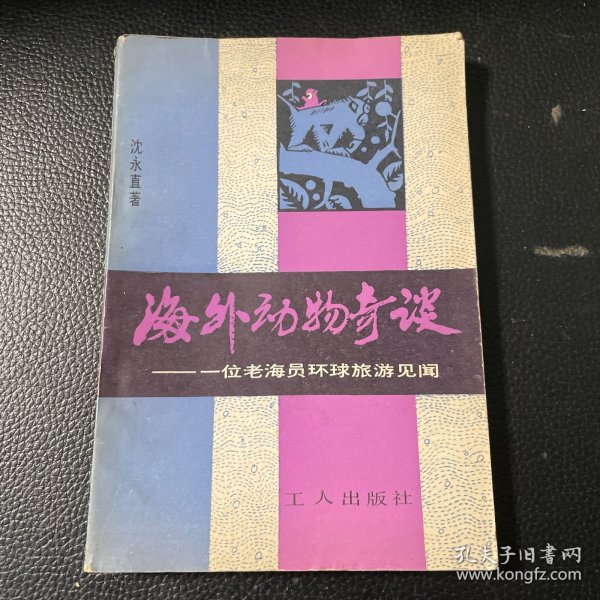 沈永直著
海外动物奇谈
——一位老海员环球旅游见闻
工人出版社
孔夫子旧书网
www.kongfz.com